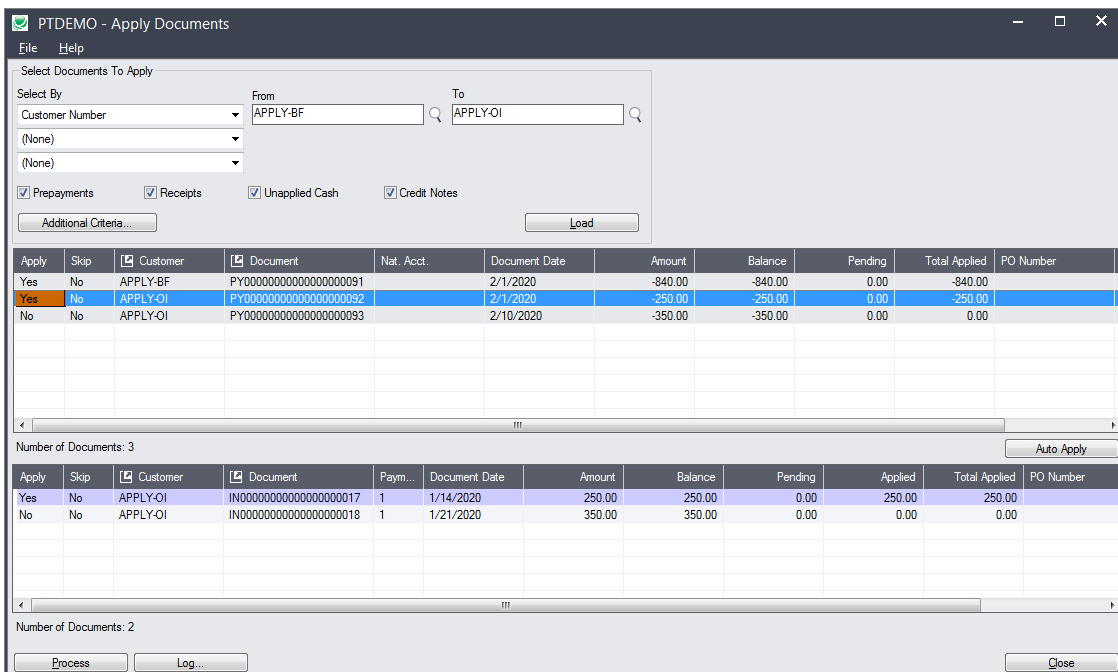 PTDEMO - Apply Documents
File Help
Select Documents To Apply
Select By From To
Customer Number APPLY-BF APPLY-OI
(None)
(None)
Prepayments Receipts Unapplied Cash Credit Notes
Additional Criteria... Load
Apply Skip Customer Document Nat. Acct. Document Date Amount Balance Pending Total Applied PO Number
Yes No APPLY-BF PY00000000000000000091 2/1/2020 -840.00 -840.00 0.00 -840.00
Yes No APPLY-OI PY00000000000000000092 2/1/2020 -250.00 -250.00 0.00 -250.00
No No APPLY-OI PY00000000000000000093 2/10/2020 -350.00 -350.00 0.00 0.00
Number of Documents: 3
Auto Apply
Apply Skip Customer Document Paym... Document Date Amount Balance Pending Applied Total Applied PO Number
Yes No APPLY-OI IN00000000000000000017 1 1/14/2020 250.00 250.00 0.00 250.00 250.00
No No APPLY-OI IN00000000000000000018 1 1/21/2020 350.00 350.00 0.00 0.00 0.00
Number of Documents: 2
Process Log... Close